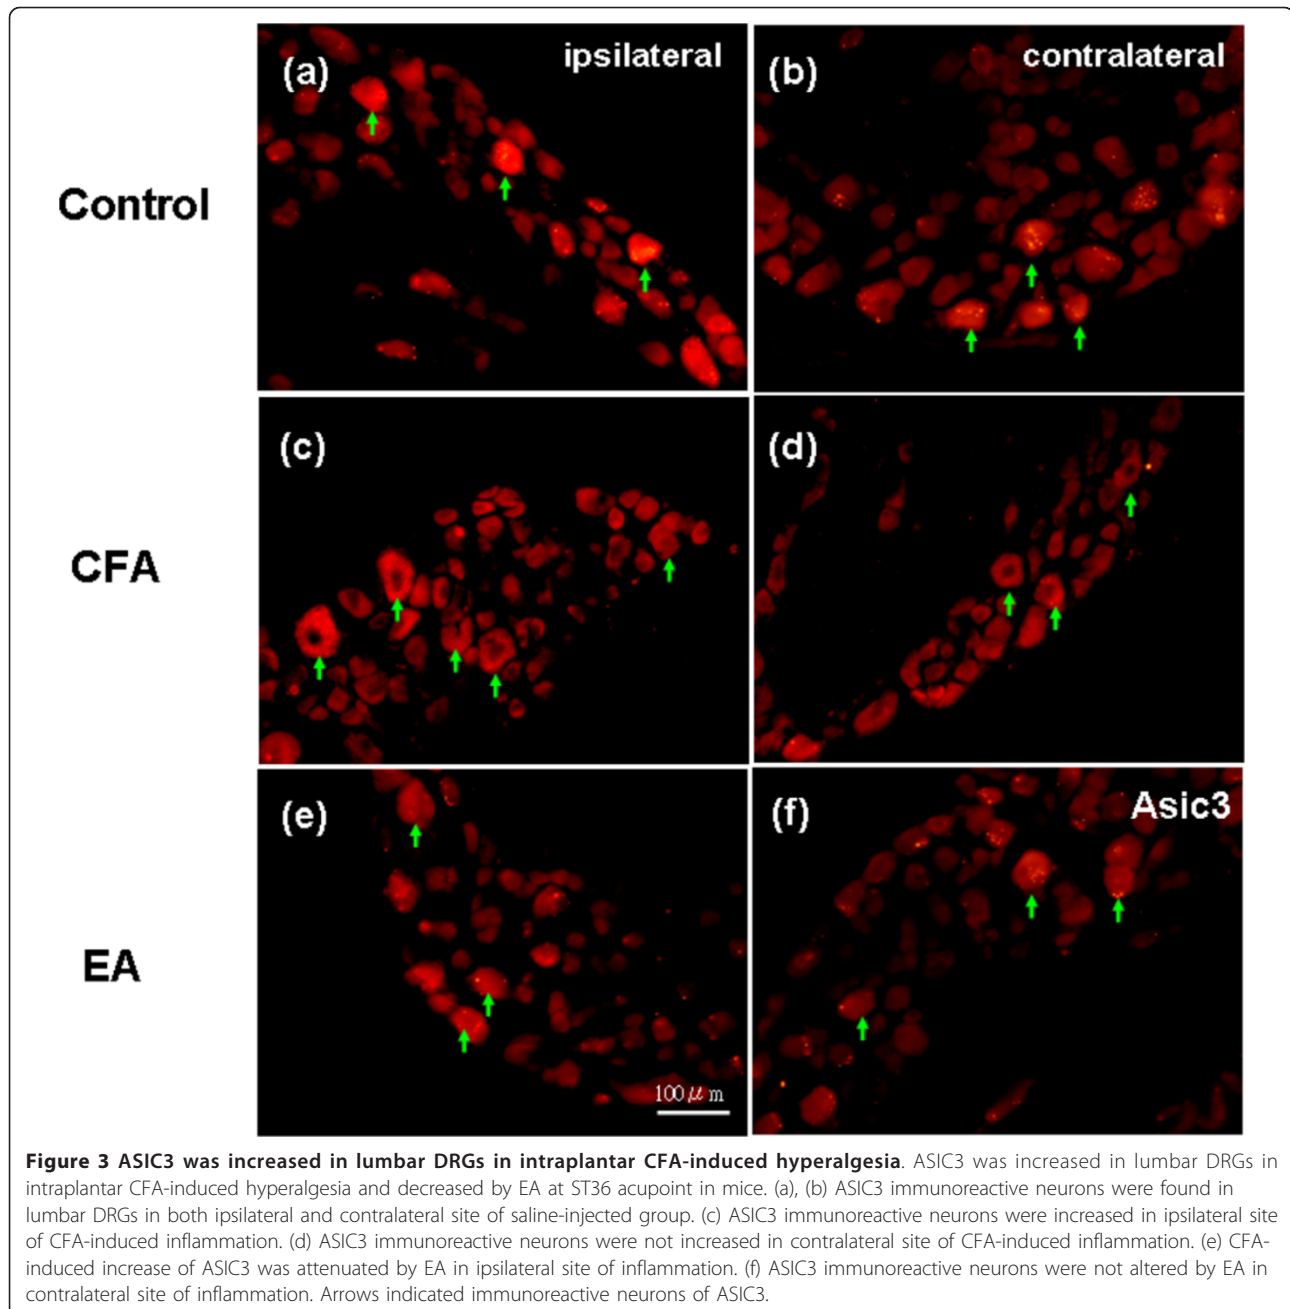 (a) ipsilateral
(b) contralateral
Control
(c)
(d)
CFA
(e)
(f) Asic3
EA
100 μm
Figure 3 ASIC3 was increased in lumbar DRGs in intraplantar CFA-induced hyperalgesia. ASIC3 was increased in lumbar DRGs in
intraplantar CFA-induced hyperalgesia and decreased by EA at ST36 acupoint in mice. (a), (b) ASIC3 immunoreactive neurons were found in
lumbar DRGs in both ipsilateral and contralateral site of saline-injected group. (c) ASIC3 immunoreactive neurons were increased in ipsilateral site
of CFA-induced inflammation. (d) ASIC3 immunoreactive neurons were not increased in contralateral site of CFA-induced inflammation. (e) CFA-
induced increase of ASIC3 was attenuated by EA in ipsilateral site of inflammation. (f) ASIC3 immunoreactive neurons were not altered by EA in
contralateral site of inflammation. Arrows indicated immunoreactive neurons of ASIC3.